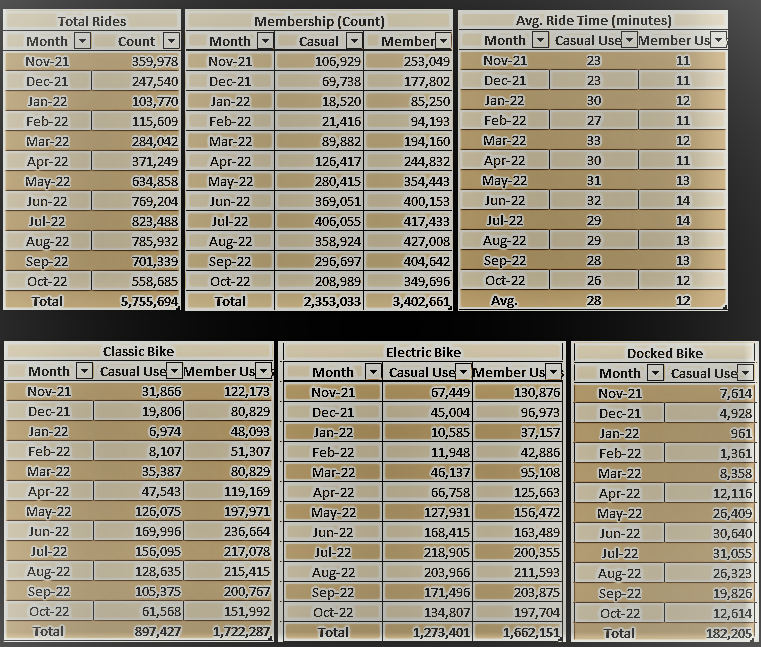 Total Rides
Month Count
Nov-21 359,978
Dec-21 247,540
Jan-22 103,770
Feb-22 115,609
Mar-22 284,042
Apr-22 371,249
May-22 634,858
Jun-22 769,204
Jul-22 823,488
Aug-22 785,932
Sep-22 701,339
Oct-22 558,685
Total 5,755,694
Membership (Count)
Month Casual Member
Nov-21 106,929 253,049
Dec-21 69,738 177,802
Jan-22 18,520 85,250
Feb-22 21,416 94,193
Mar-22 89,882 194,160
Apr-22 126,417 244,832
May-22 280,415 354,443
Jun-22 369,051 400,153
Jul-22 406,055 417,433
Aug-22 358,924 427,008
Sep-22 296,697 404,642
Oct-22 208,989 349,696
Total 2,353,033 3,402,661
Avg. Ride Time (minutes)
Month Casual Use Member Us
Nov-21 23 11
Dec-21 23 11
Jan-22 30 12
Feb-22 27 11
Mar-22 33 12
Apr-22 30 11
May-22 31 13
Jun-22 32 14
Jul-22 29 14
Aug-22 29 13
Sep-22 28 13
Oct-22 26 12
Avg. 28 12
Classic Bike
Month Casual Use Member Us
Nov-21 31,866 122,173
Dec-21 19,806 80,829
Jan-22 6,974 48,093
Feb-22 8,107 51,307
Mar-22 35,387 80,829
Apr-22 47,543 119,169
May-22 126,075 197,971
Jun-22 169,996 236,664
Jul-22 156,095 217,078
Aug-22 128,635 215,415
Sep-22 105,375 200,767
Oct-22 61,568 151,992
Total 897,427 1,722,287
Electric Bike
Month Casual Use Member Us
Nov-21 67,449 130,876
Dec-21 45,004 96,973
Jan-22 10,585 37,157
Feb-22 11,948 42,886
Mar-22 46,137 95,108
Apr-22 66,758 125,663
May-22 127,931 156,472
Jun-22 168,415 163,489
Jul-22 218,905 200,355
Aug-22 203,966 211,593
Sep-22 171,496 203,875
Oct-22 134,807 197,704
Total 1,273,401 1,662,151
Docked Bike
Month Casual Use
Nov-21 7,614
Dec-21 4,928
Jan-22 961
Feb-22 1,361
Mar-22 8,358
Apr-22 12,116
May-22 26,409
Jun-22 30,640
Jul-22 31,055
Aug-22 26,323
Sep-22 19,826
Oct-22 12,614
Total 182,205